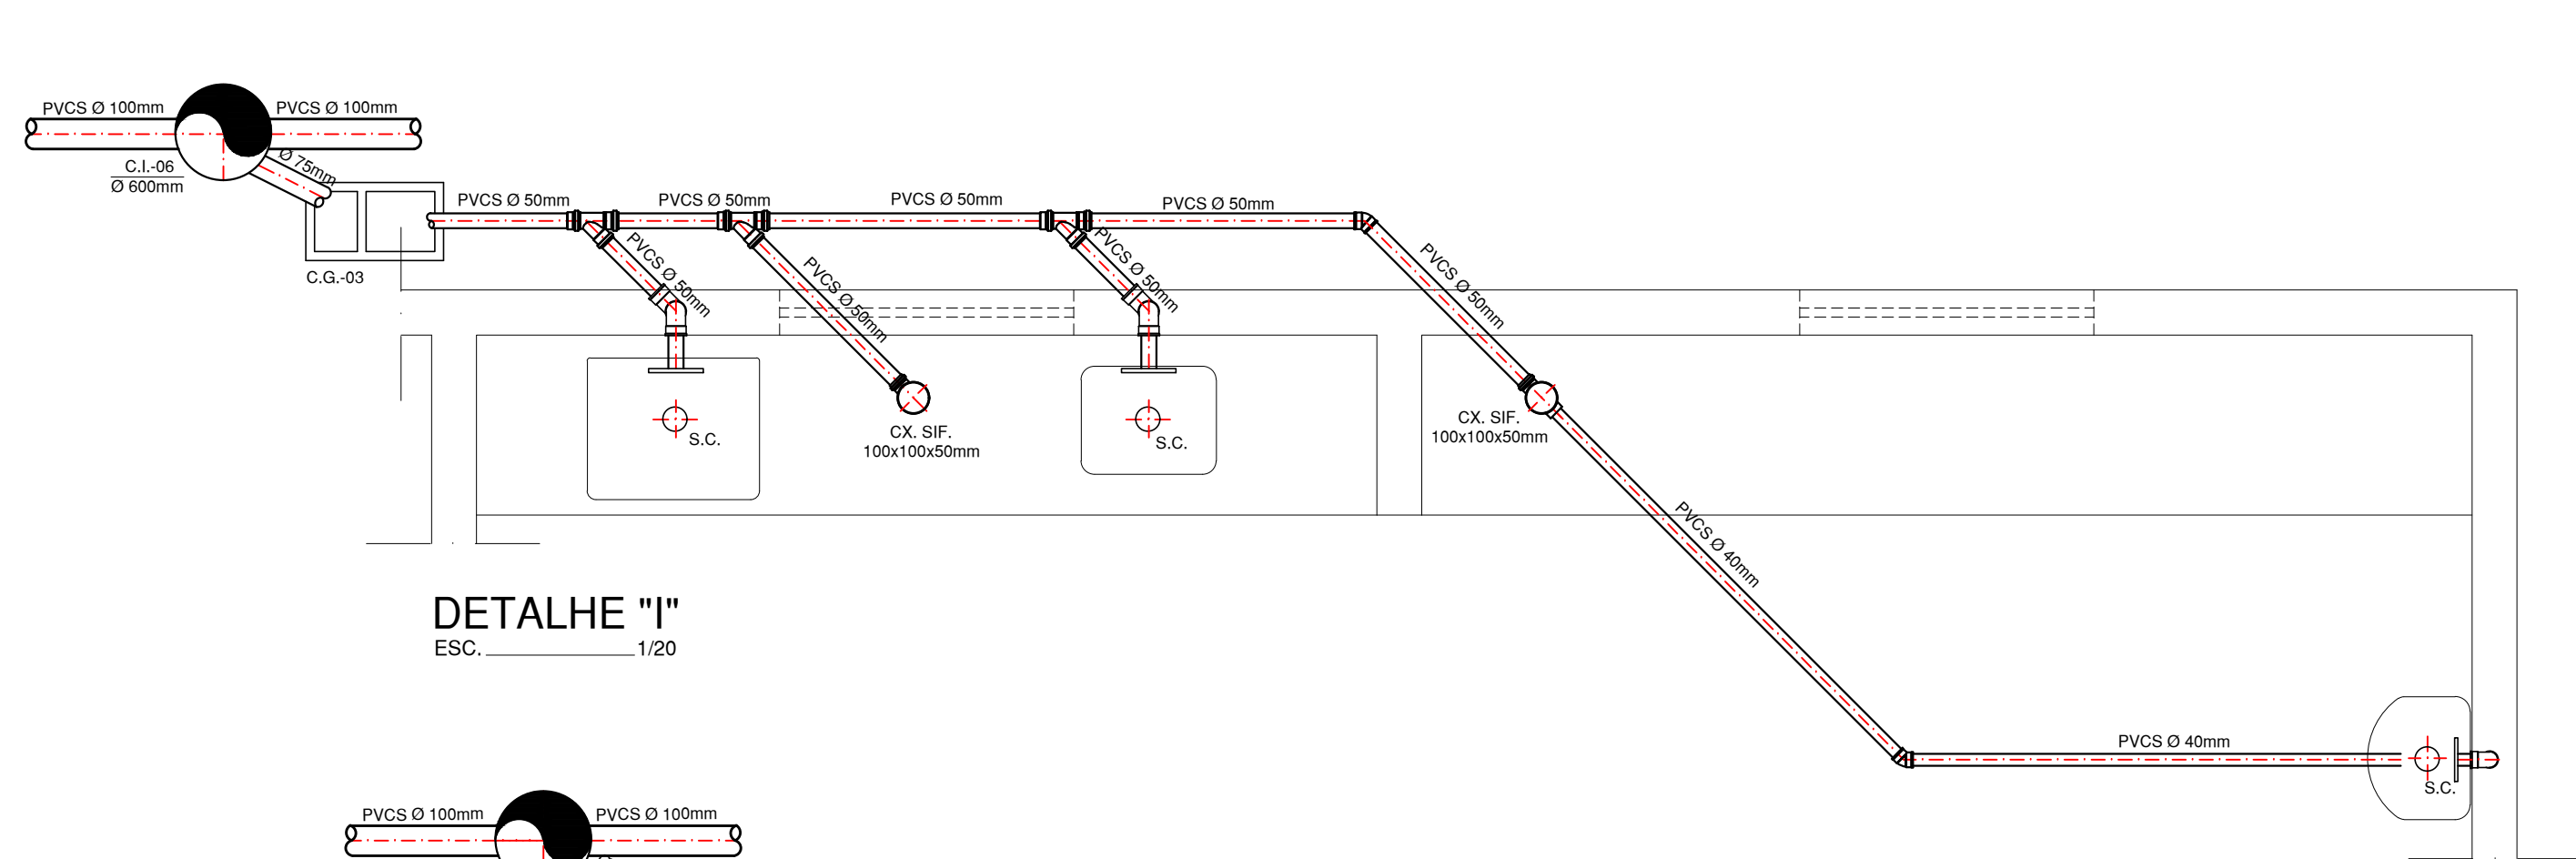 PVCS Ø 100mm
PVCS Ø 100mm
C.I.-06
Ø 600mm
Ø 75mm
C.G.-03
PVCS Ø 50mm
PVCS Ø 50mm
PVCS Ø 50mm
PVCS Ø 50mm
PVCS Ø 50mm
PVCS Ø 50mm
PVCS Ø 50mm
PVCS Ø 50mm
S.C.
CX. SIF.
100x100x50mm
S.C.
CX. SIF.
100x100x50mm
PVCS Ø 40mm
DETALHE "I"
ESC. 1/20
PVCS Ø 40mm
S.C.
PVCS Ø 100mm
PVCS Ø 100mm